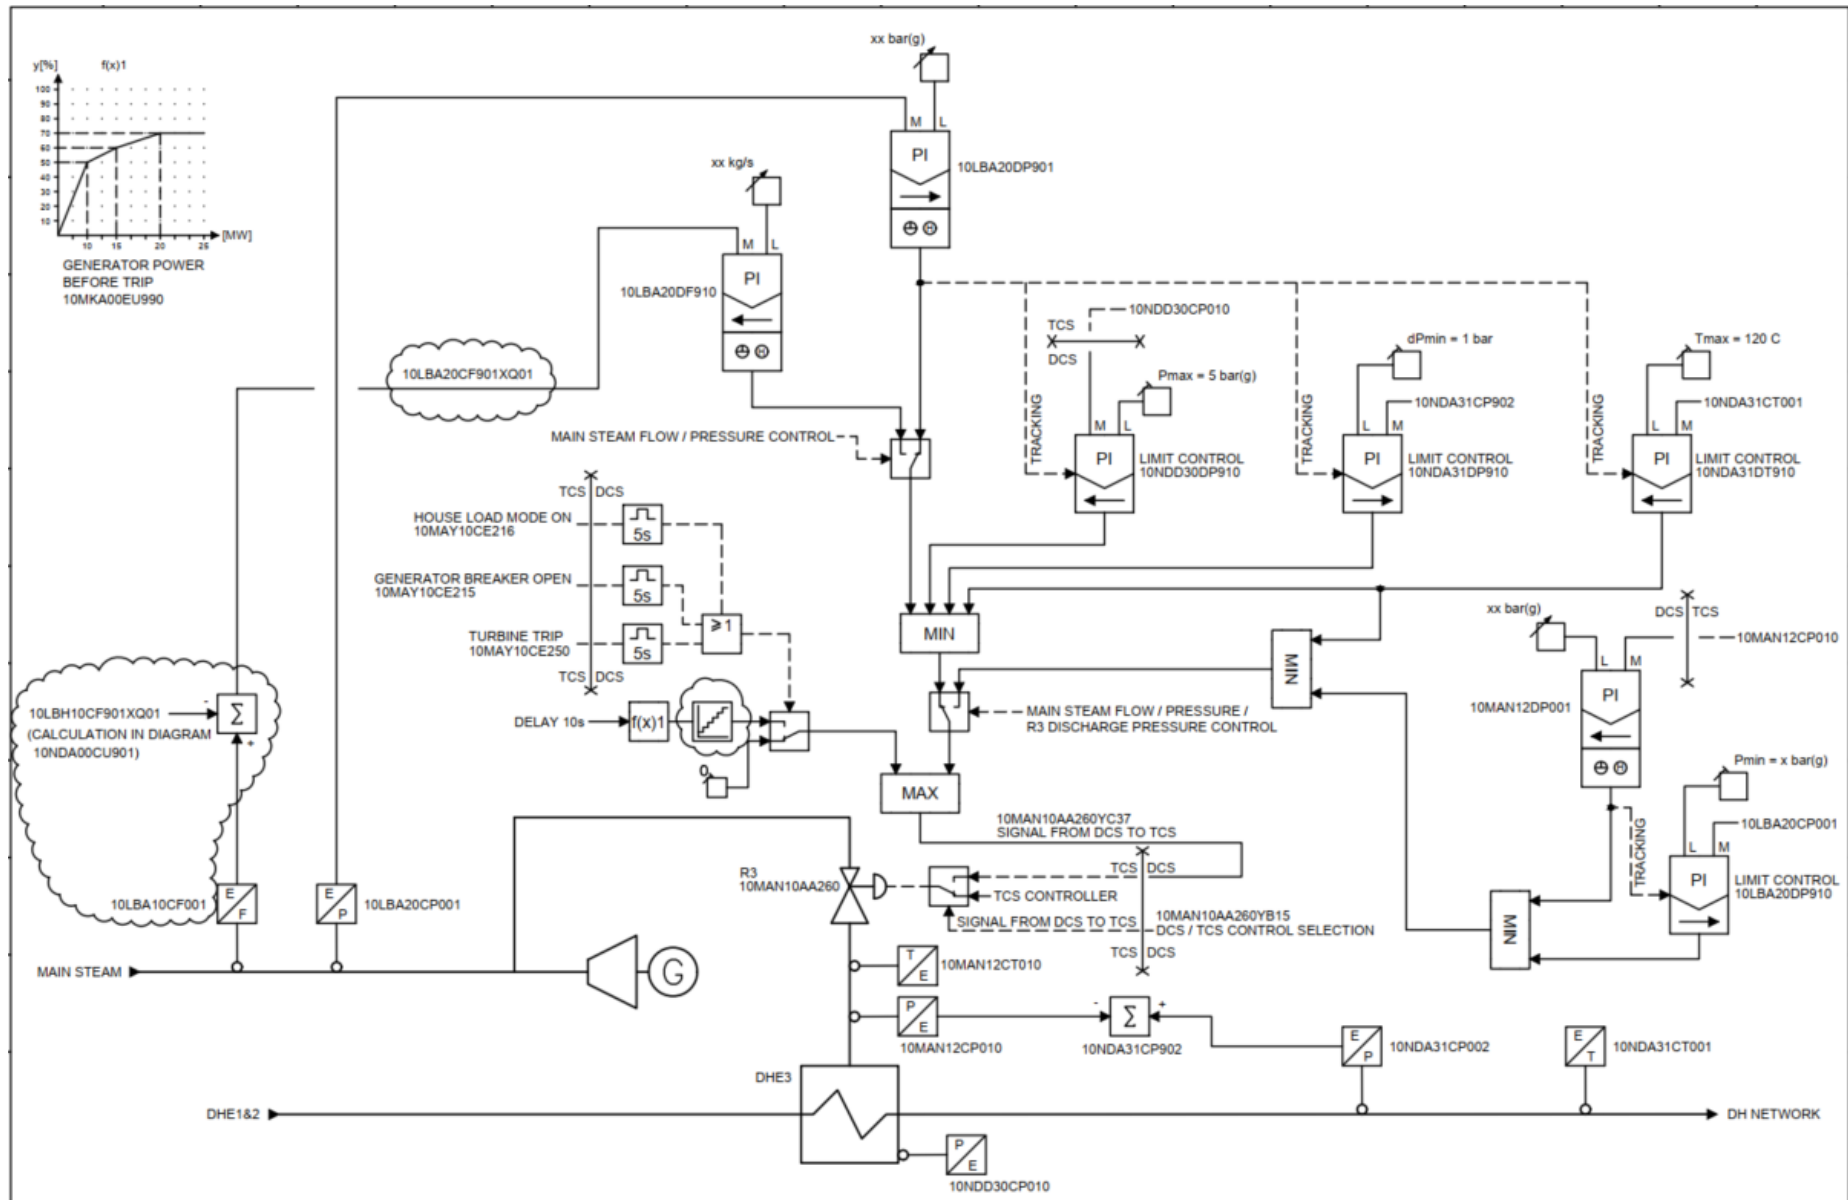 y[%]
f(x)1
100
90
80
70
60
50
40
30
20
10
10
15
20
25
[MW]
GENERATOR POWER
BEFORE TRIP
10MKA00EU990
xx bar(g)
M
L
PI
10LBA20DP901
H
xx kg/s
M
L
PI
10LBA20DF910
H
10LBA20CF901XQ01
MAIN STEAM FLOW / PRESSURE CONTROL
TCS
DCS
10NDD30CP010
Pmax = 5 bar(g)
TRACKING
M
L
PI
LIMIT CONTROL
10NDD30DP910
dPmin = 1 bar
10NDA31CP902
TRACKING
L
M
PI
LIMIT CONTROL
10NDA31DP910
Tmax = 120 C
10NDA31CT001
TRACKING
L
M
PI
LIMIT CONTROL
10NDA31DT910
TCS
DCS
HOUSE LOAD MODE ON
10MAY10CE216
5s
GENERATOR BREAKER OPEN
10MAY10CE215
5s
TURBINE TRIP
10MAY10CE250
5s
≥1
TCS
DCS
DELAY 10s
f(x)1
0
MIN
MIN
MAIN STEAM FLOW / PRESSURE /
R3 DISCHARGE PRESSURE CONTROL
MAX
xx bar(g)
DCS
TCS
10MAN12CP010
L
M
PI
10MAN12DP001
H
Pmin = x bar(g)
10LBA20CP001
TRACKING
L
M
PI
LIMIT CONTROL
10LBA20DP910
MIN
10LBH10CF901XQ01
(CALCULATION IN DIAGRAM
10NDA00CU901)
-
Σ
+
10LBA10CF001
E
F
E
P
10LBA20CP001
MAIN STEAM
G
R3
10MAN10AA260
10MAN10AA260YC37
SIGNAL FROM DCS TO TCS
TCS
DCS
TCS CONTROLLER
SIGNAL FROM DCS TO TCS
10MAN10AA260YB15
DCS / TCS CONTROL SELECTION
TCS
DCS
T
E
10MAN12CT010
P
E
10MAN12CP010
-
Σ
+
10NDA31CP902
E
P
10NDA31CP002
E
T
10NDA31CT001
DHE3
DHE1&2
DH NETWORK
P
E
10NDD30CP010